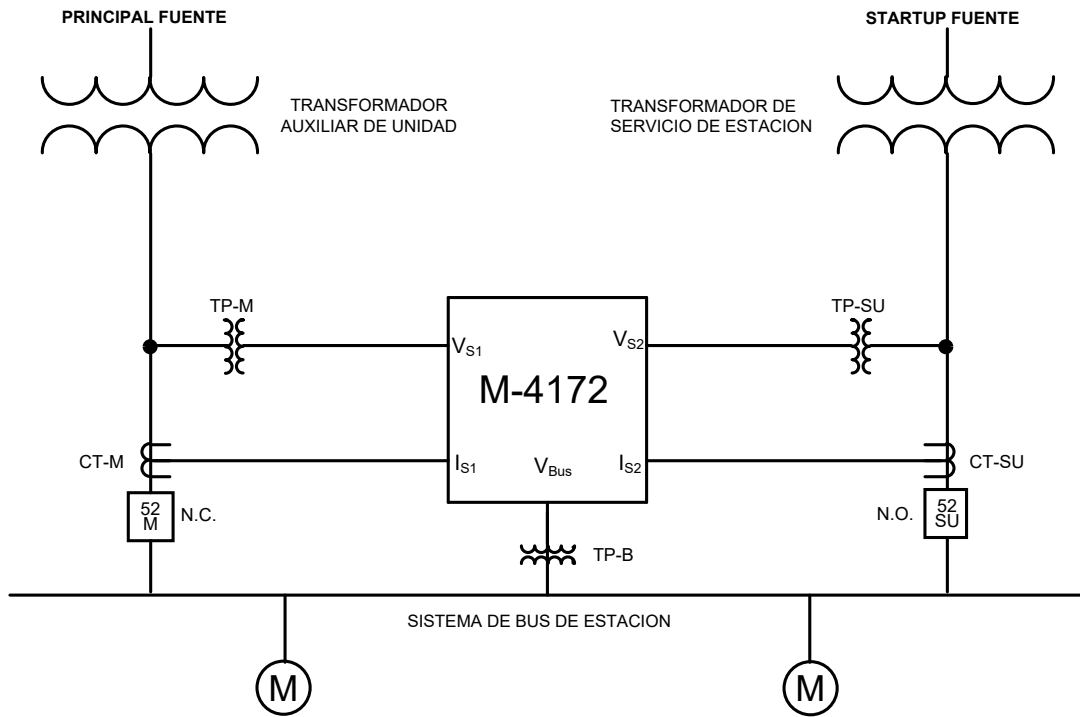 PRINCIPAL FUENTE
STARTUP FUENTE
TRANSFORMADOR
AUXILIAR DE UNIDAD
TRANSFORMADOR DE
SERVICIO DE ESTACION
TP-M
TP-SU
VS1
VS2
M-4172
CT-M
IS1
VBus
IS2
CT-SU
52
M
N.C.
N.O.
52
SU
TP-B
SISTEMA DE BUS DE ESTACION
M
M